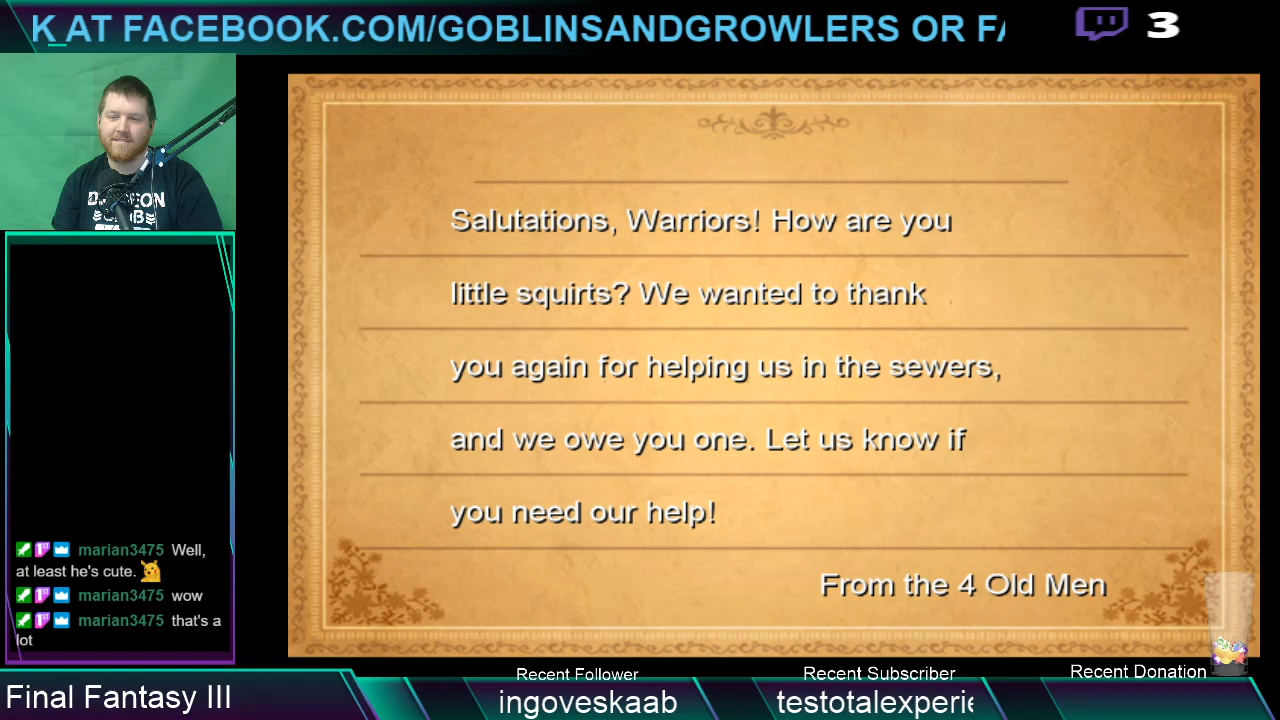 K_AT FACEBOOK.COM/GOBLINSANDGROWLERS OR
3
Salutations, Warriors! How are you
little squirts? We wanted to thank
you again for helping us in the sewers,
and we owe you one. Let us know if
you need our help!
From the 4 Old Men
marian3475 Well,
at least he's cute.
marian3475 wow
marian3475 that's a
lot
Final Fantasy III
Recent Follower
ingoveskaab
Recent Subscriber
testotalexperie
Recent Donation